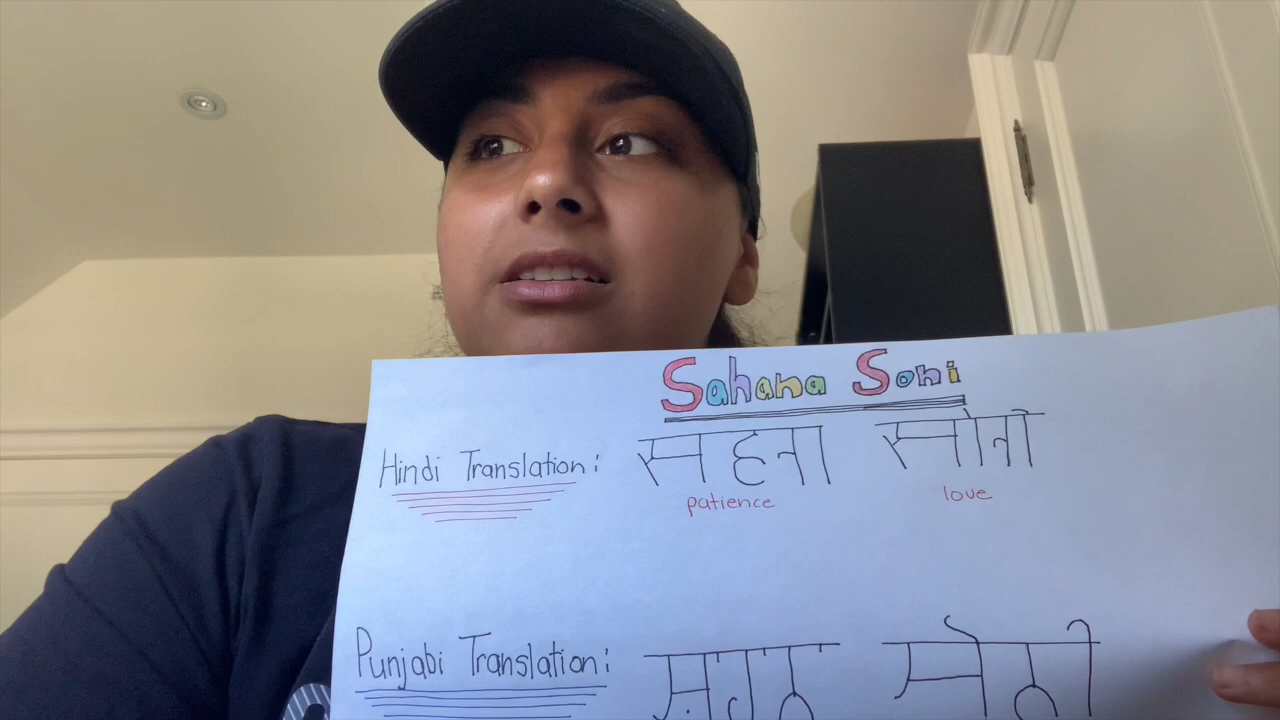 Sahana Soni
Hindi Translation: सहना सोनी
patience love
Punjabi Translation: ਸੋਨੀ